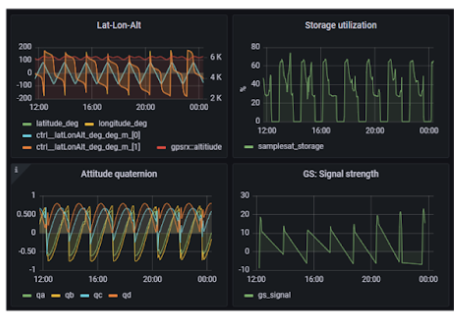 Lat-Lon-Alt
200
100
0
-100
-200
6 K
4 K
2 K
12:00 16:00 20:00 00:00
latitude_deg longitude_deg
ctrl__latLonAlt_deg_deg_m_[0]
ctrl__latLonAlt_deg_deg_m_[1] gpsrx::altitiude
Storage utilization
80
60
40
20
0
%
12:00 16:00 20:00 00:00
samplesat_storage
i
Attitude quaternion
1
0.500
0
-0.50
-1
12:00 16:00 20:00 00:00
qa qb qc qd
GS: Signal strength
30
20
10
0
-10
12:00 16:00 20:00 00:00
gs_signal